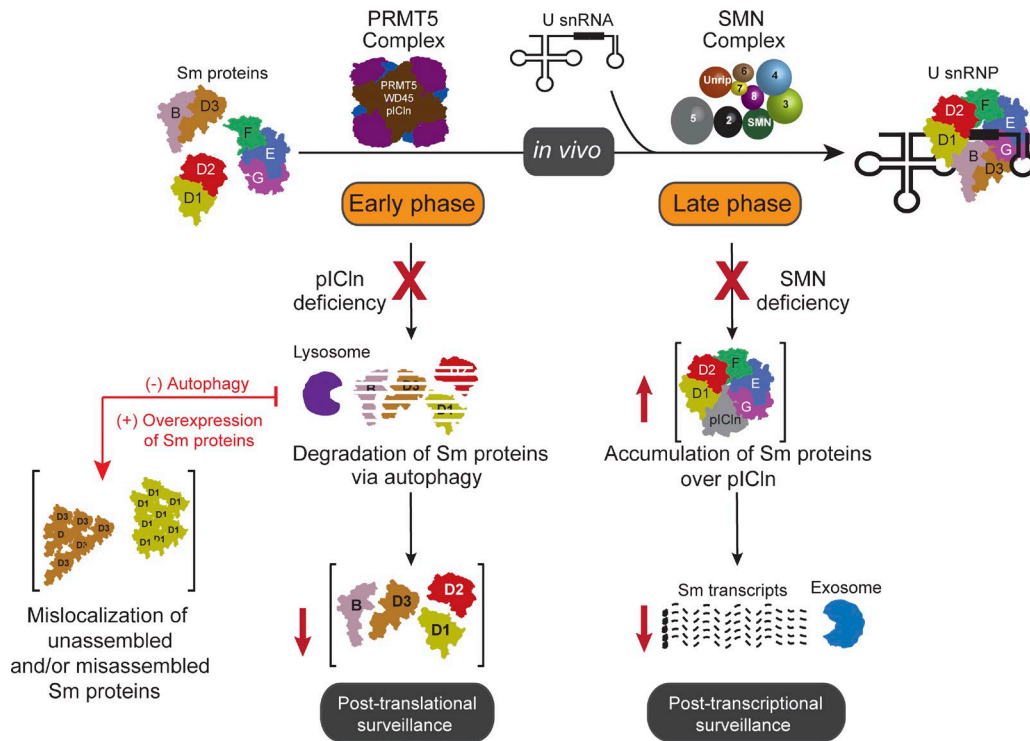 PRMT5
Complex
U snRNA
SMN
Complex
Sm proteins
U snRNP
B
D3
F
E
G
D2
D1
PRMT5
WD45
pICln
in vivo
Unrip
6
7
4
8
3
5
2
SMN
D2
F
E
D1
G
B
D3
Early phase
Late phase
pICln
deficiency
X
SMN
deficiency
X
Lysosome
B
D3
D2
D1
(-) Autophagy
(+) Overexpression
of Sm proteins
Degradation of Sm proteins
via autophagy
D2
F
E
D1
G
pICln
Accumulation of Sm proteins
over pICln
D3
D3
D3
D
D3
D3
D1
D1
D1
D1
D1
D1
D1
D1
D1
Mislocalization of
unassembled
and/or misassembled
Sm proteins
B
D3
D2
D1
Sm transcripts
Exosome
Post-translational
surveillance
Post-transcriptional
surveillance